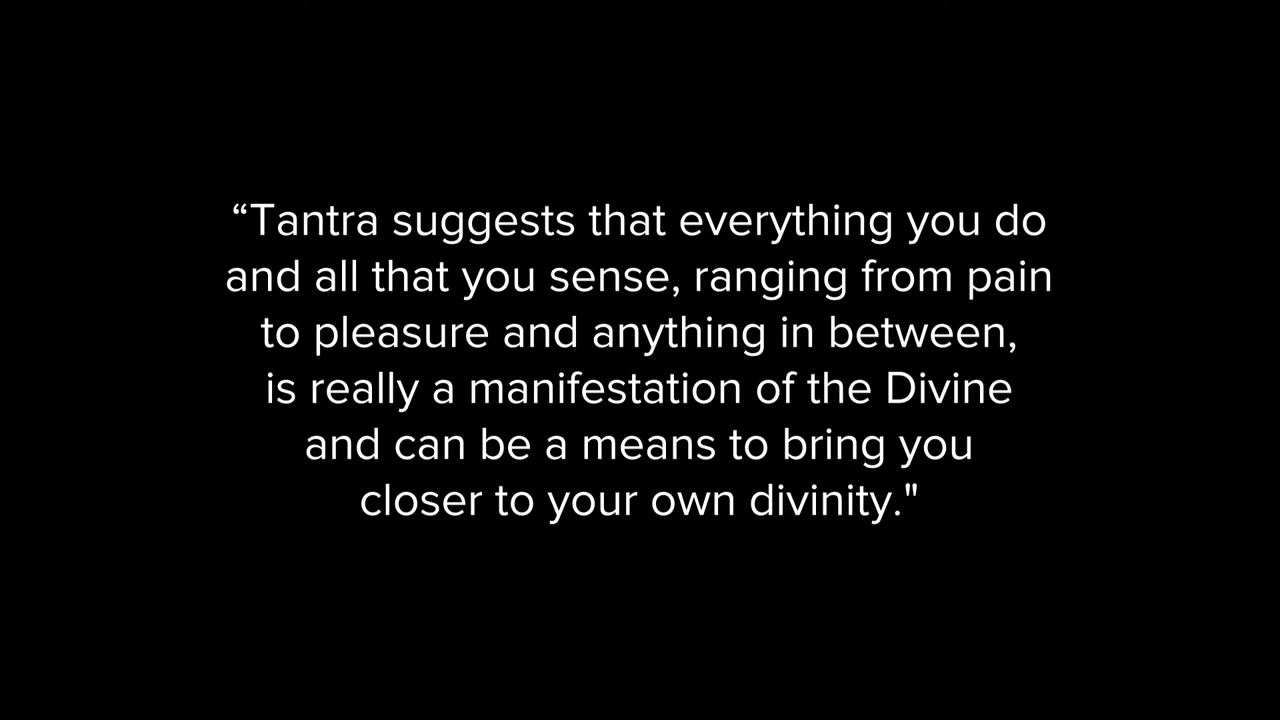 “Tantra suggests that everything you do
and all that you sense, ranging from pain
to pleasure and anything in between,
is really a manifestation of the Divine
and can be a means to bring you
closer to your own divinity."